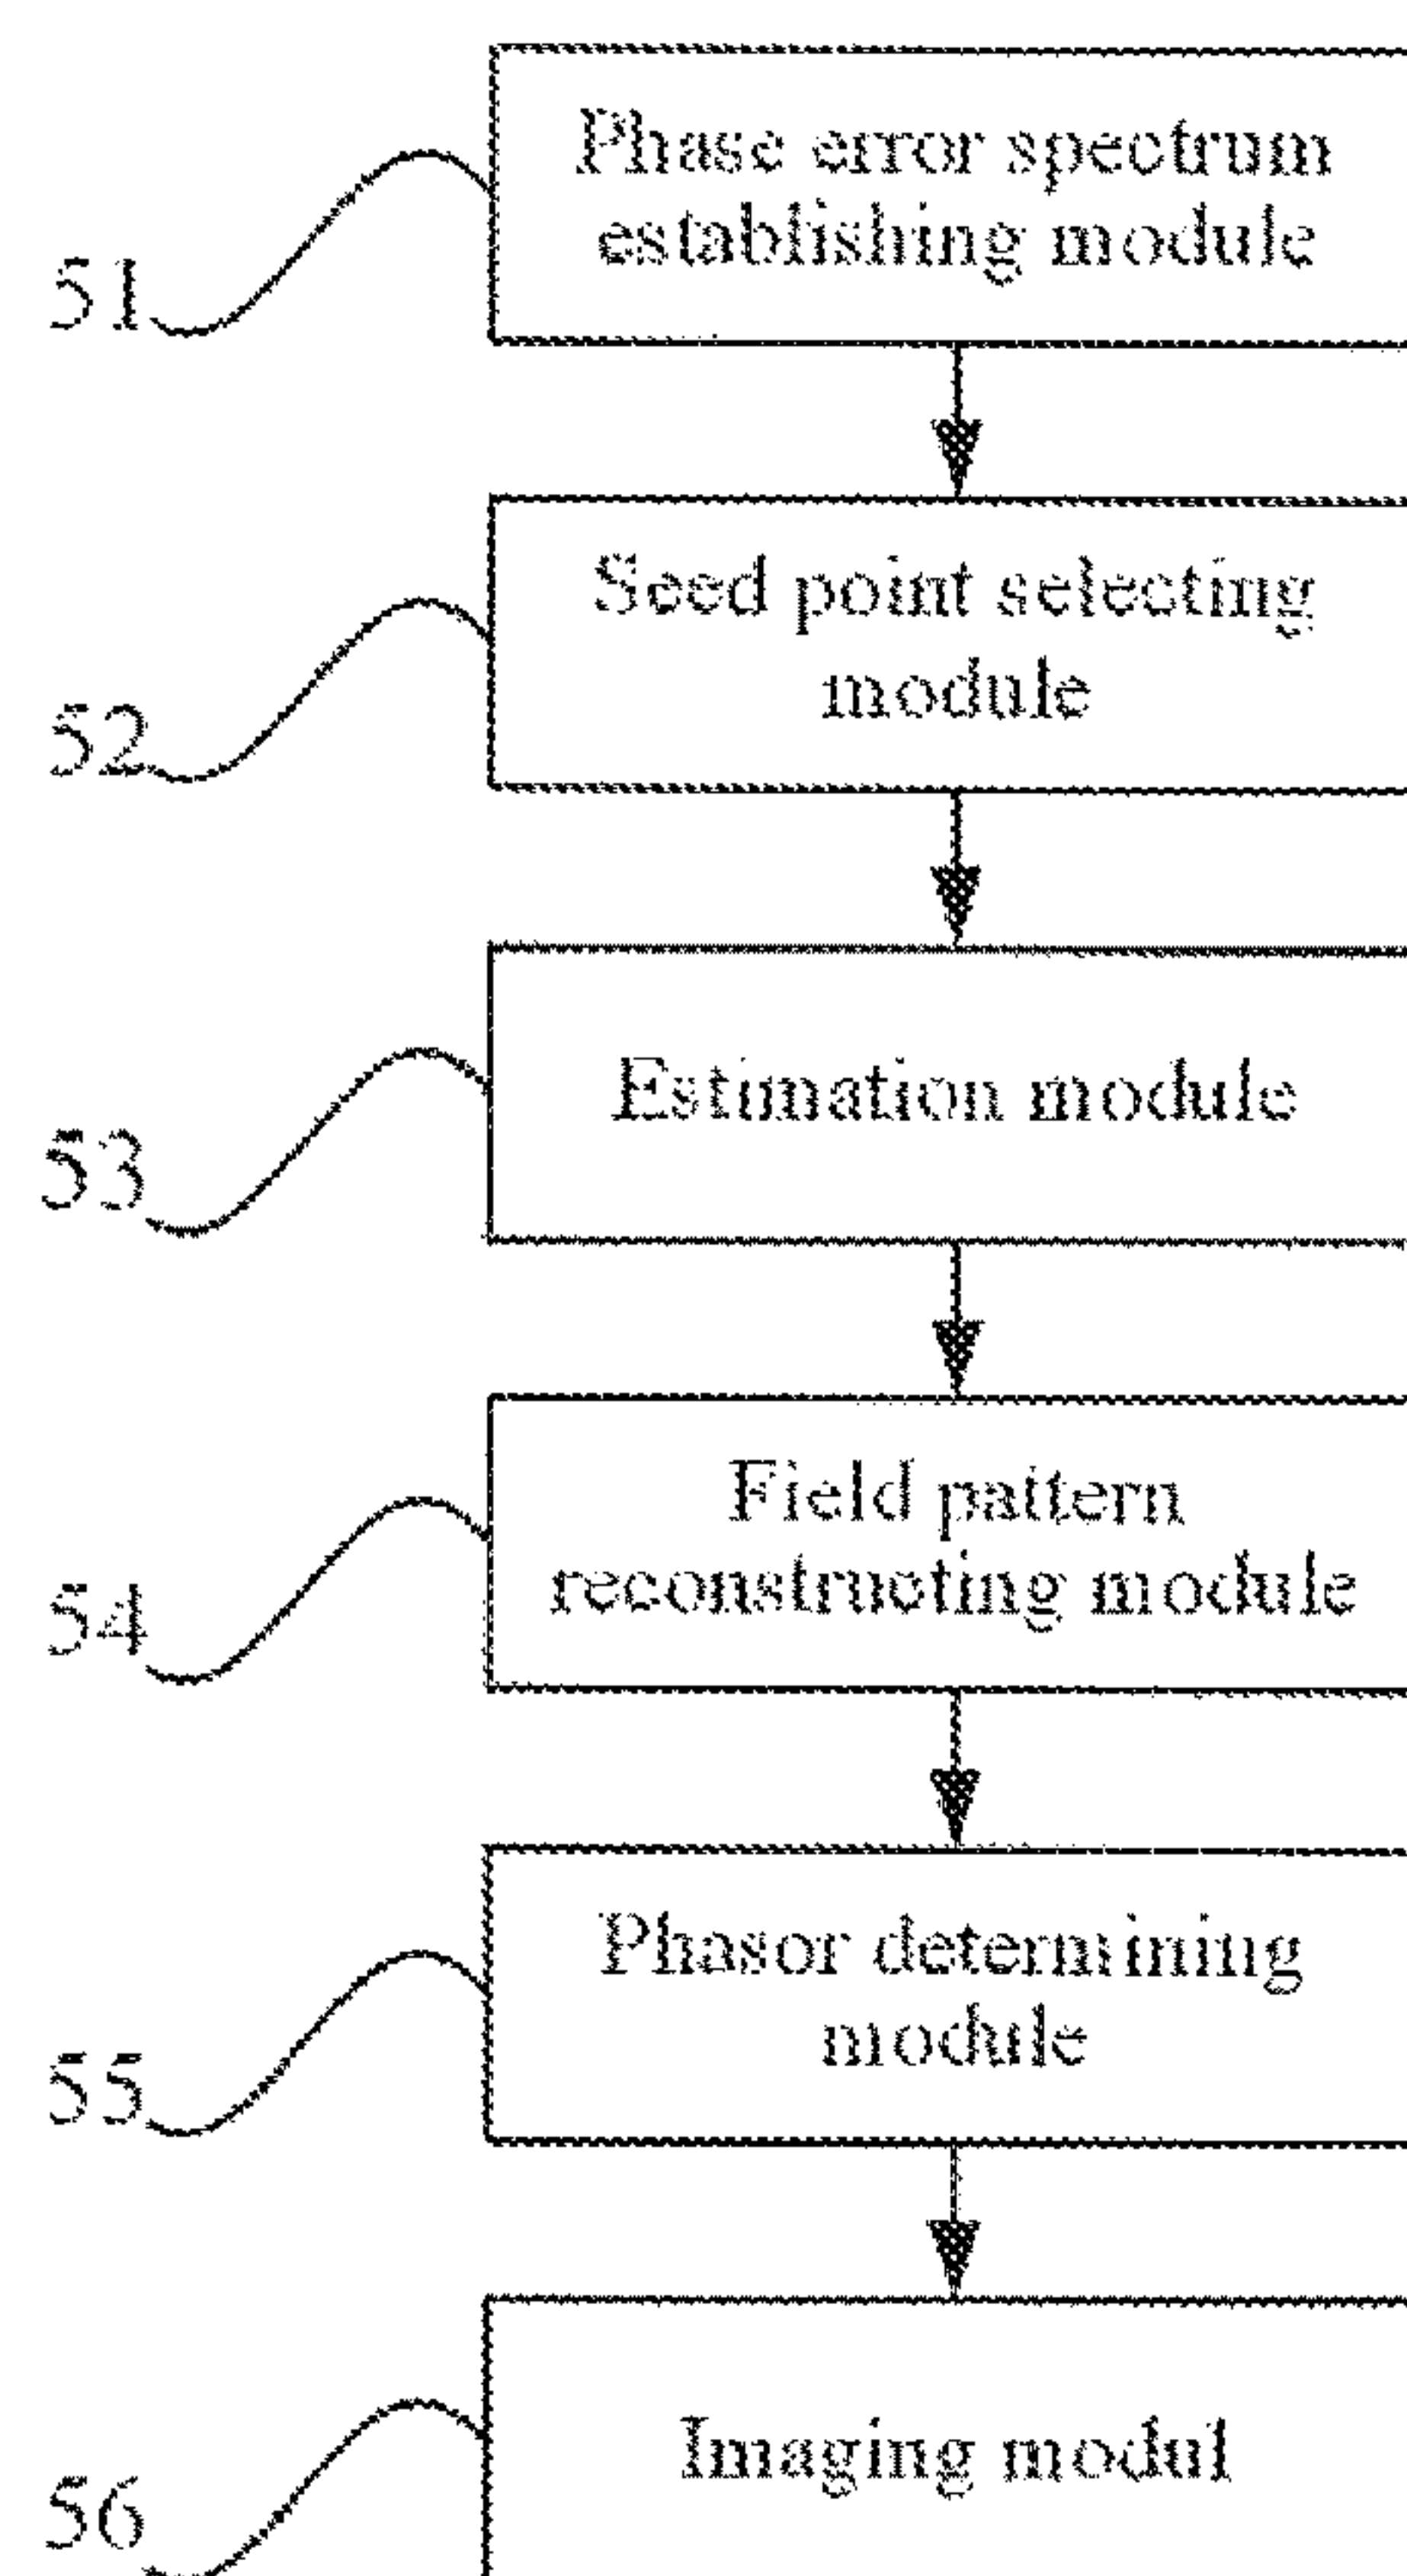 Phase error spectrum
establishing module
51
Seed point selecting
module
52
Estimation module
53
Field pattern
reconstructing module
54
Phasor determining
module
55
Imaging modul
56